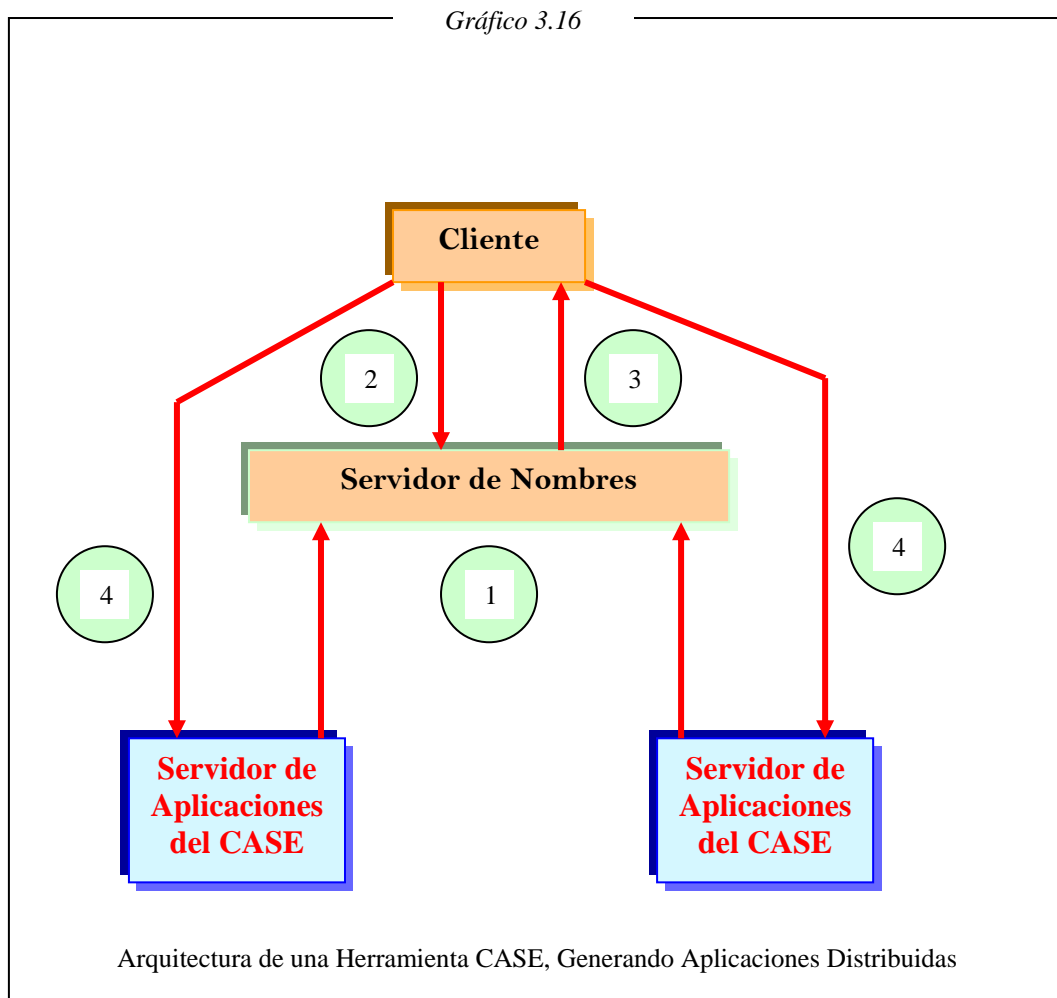 Gráfico 3.16
Cliente
2
3
Servidor de Nombres
4
1
4
Servidor de
Aplicaciones
del CASE
Servidor de
Aplicaciones
del CASE
Arquitectura de una Herramienta CASE, Generando Aplicaciones Distribuidas